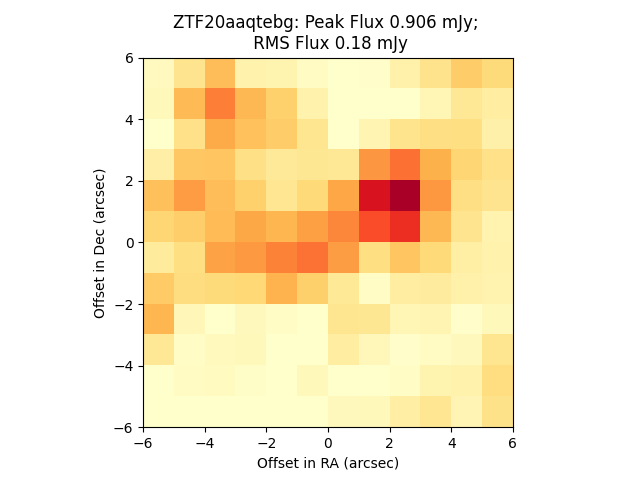 ZTF20aaqtebg: Peak Flux 0.906 mJy;
RMS Flux 0.18 mJy
6
4
2
0
−2
−4
−6
Offset in Dec (arcsec)
−6 −4 −2 0 2 4 6
Offset in RA (arcsec)